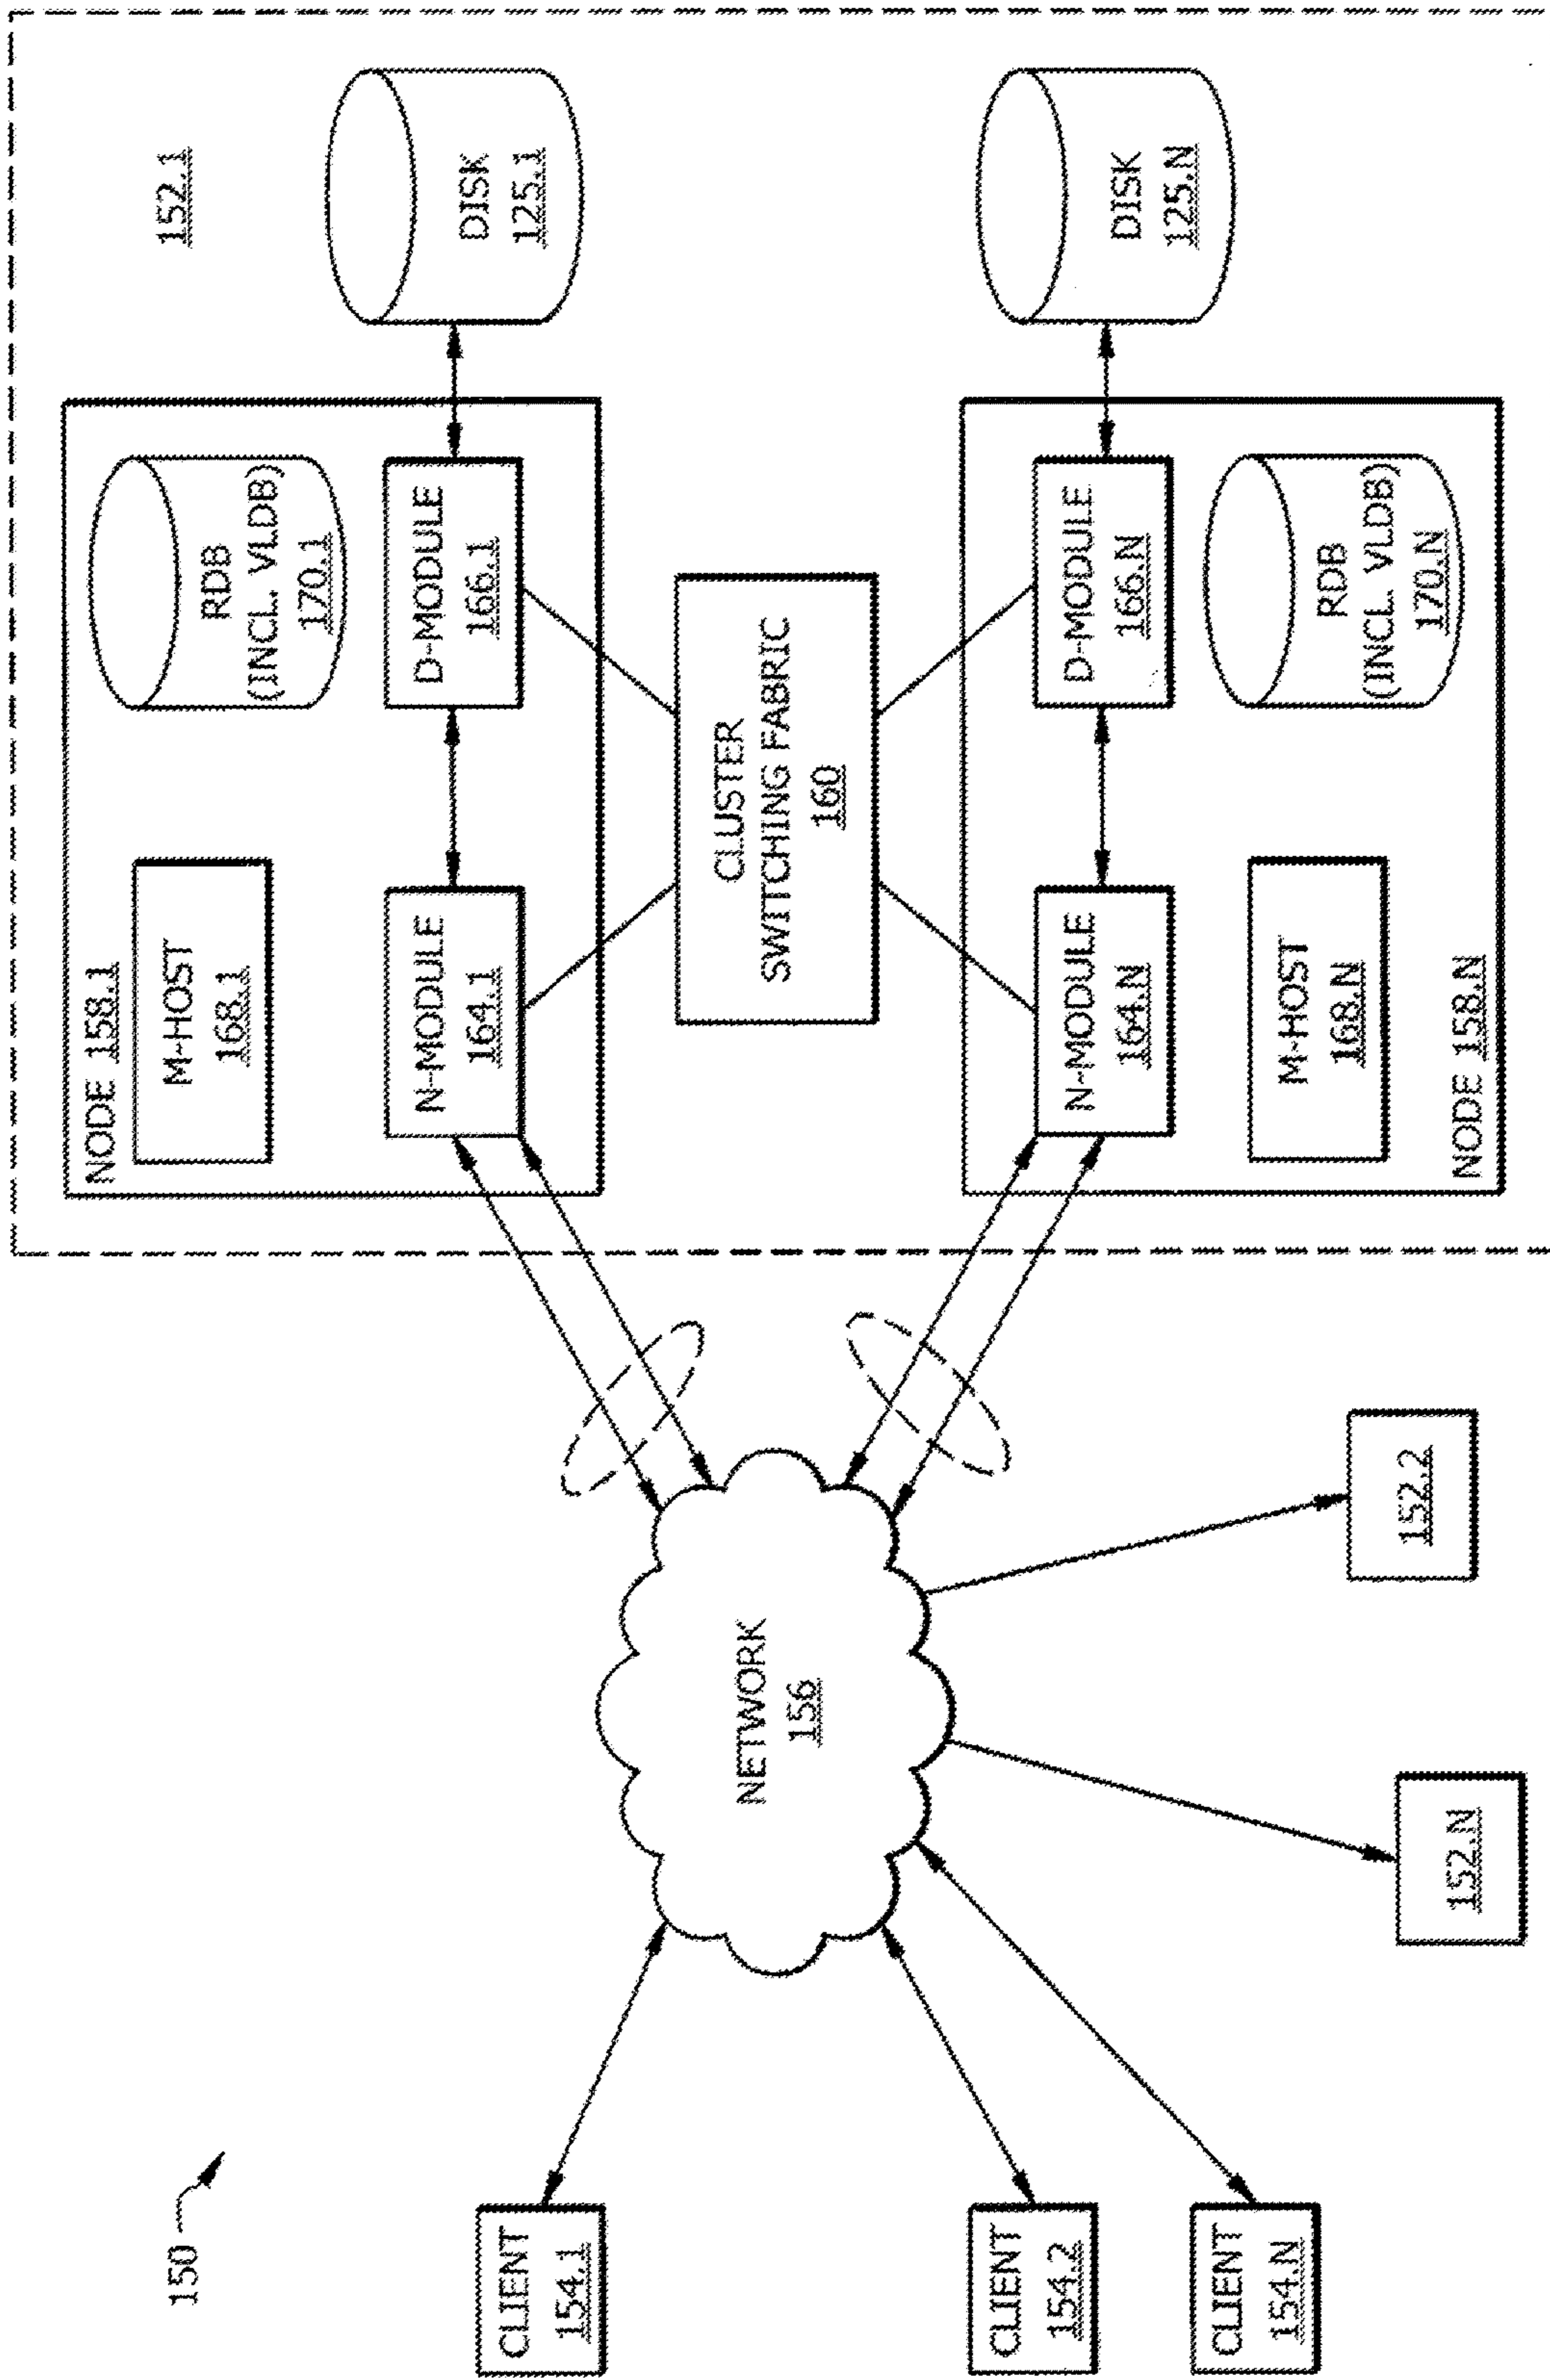 150
CLIENT
154.1
CLIENT
154.2
CLIENT
154.N
NETWORK
156
152.N
152.2
152.1
NODE 158.1
M-HOST
168.1
RDB
(INCL. VLDB)
170.1
N-MODULE
164.1
D-MODULE
166.1
DISK
125.1
CLUSTER
SWITCHING FABRIC
160
N-MODULE
164.N
D-MODULE
166.N
DISK
125.N
M-HOST
168.N
RDB
(INCL. VLDB)
170.N
NODE 158.N